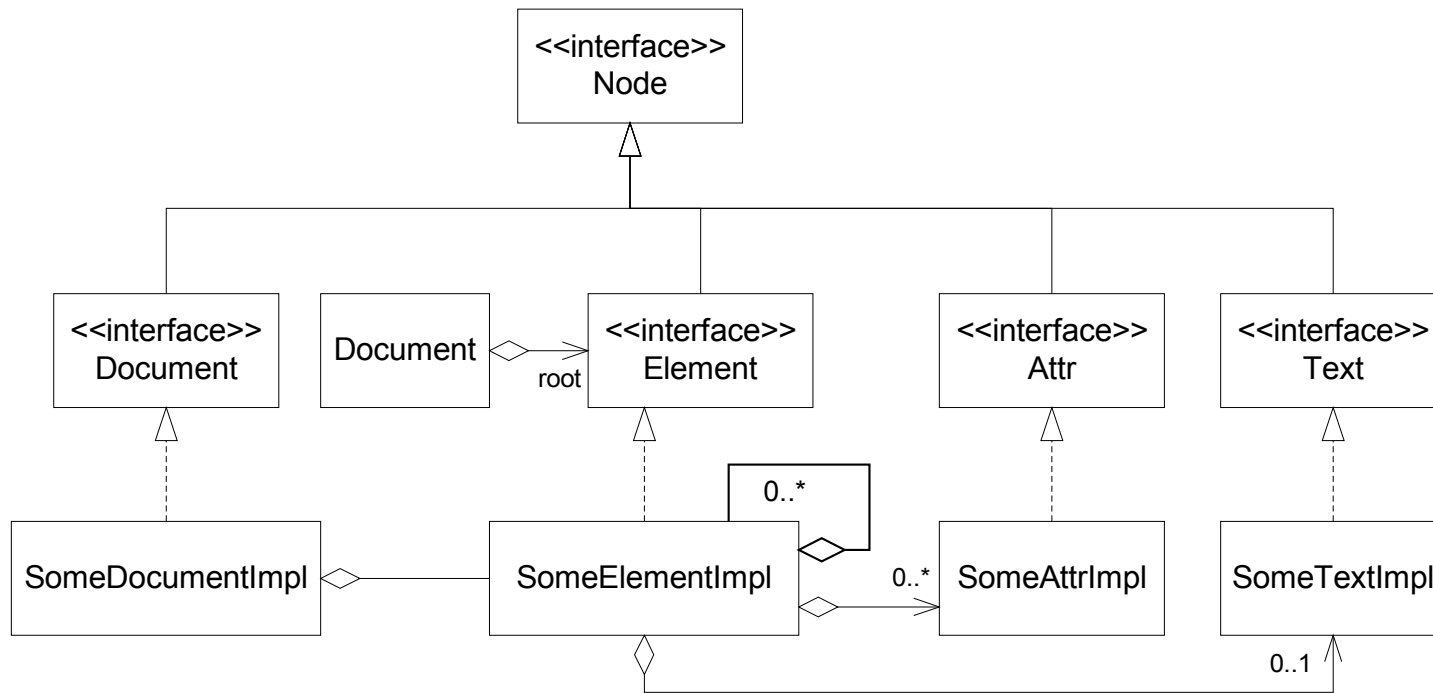 <<interface>>
Node
<<interface>>
Document
Document
root
<<interface>>
Element
<<interface>>
Attr
<<interface>>
Text
0..*
SomeDocumentImpl
SomeElementImpl
0..*
SomeAttrImpl
SomeTextImpl
0..1